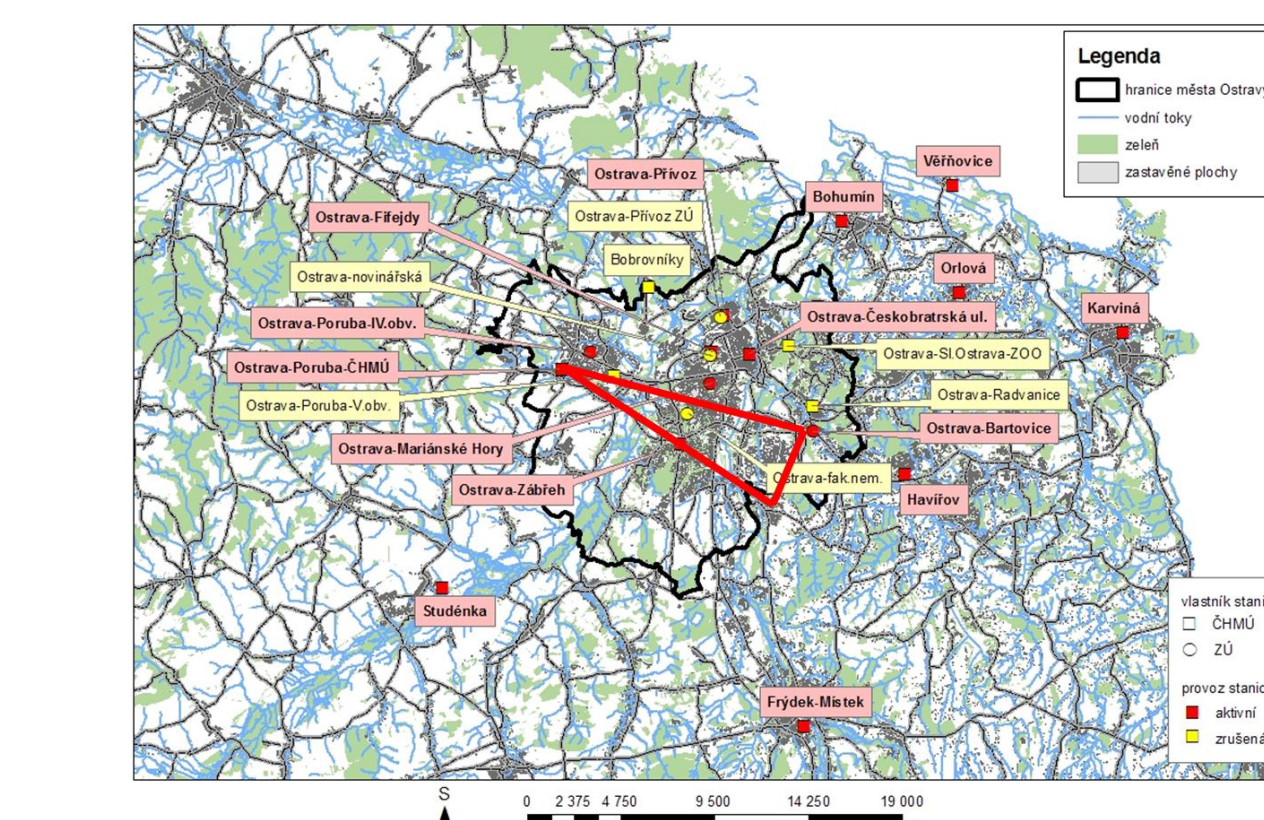 Legenda
hranice města Ostravy
vodní toky
zeleň
zastavěné plochy
Věřňovice
Ostrava-Přívoz
Bohumín
Ostrava-Fifejdy
Ostrava-Přívoz ZÚ
Bobrovníky
Orlová
Ostrava-novinářská
Karviná
Ostrava-Poruba-IV.obv.
Ostrava-Českobratrská ul.
Ostrava-Sl.Ostrava-ZOO
Ostrava-Poruba-ČHMÚ
Ostrava-Radvanice
Ostrava-Poruba-V.obv.
Ostrava-Bartovice
Ostrava-Mariánské Hory
Ostrava-fak.nem.
Ostrava-Zábřeh
Havířov
Studénka
vlastník stani
ČHMÚ
ZÚ
provoz stanic
aktivní
zrušená
Frýdek-Místek
S
0 2 375 4 750 9 500 14 250 19 000